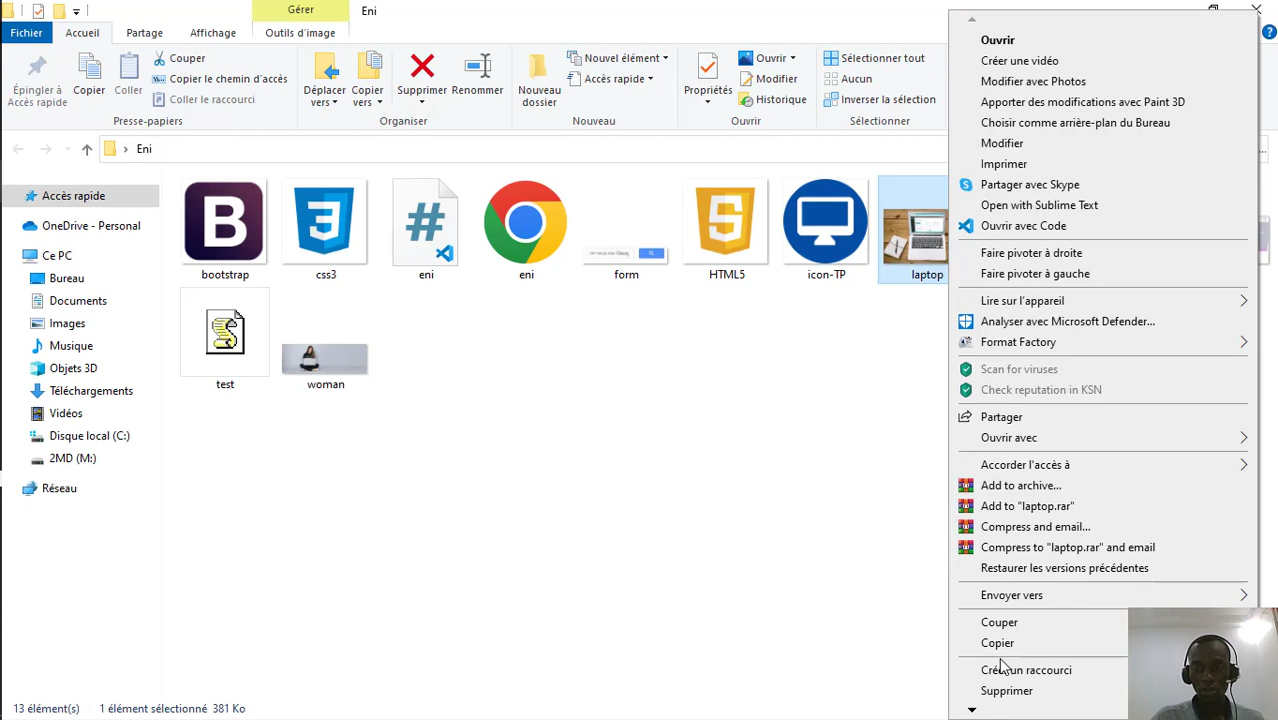 Gérer
Eni
Fichier
Accueil
Partage
Affichage
Outils d'image
Épingler à
Accès rapide
Copier
Coller
Couper
Copier le chemin d'accès
Coller le raccourci
Presse-papiers
Déplacer
vers
Copier
vers
Supprimer
Renommer
Organiser
Nouveau
dossier
Nouvel élément
Accès rapide
Nouveau
Propriétés
Ouvrir
Modifier
Historique
Ouvrir
Sélectionner tout
Aucun
Inverser la sélection
Sélectionner
Eni
Accès rapide
OneDrive - Personal
Ce PC
Bureau
Documents
Images
Musique
Objets 3D
Téléchargements
Vidéos
Disque local (C:)
2MD (M:)
Réseau
B
3
#
5
bootstrap
css3
eni
eni
form
HTML5
icon-TP
laptop
test
woman
Ouvrir
Créer une vidéo
Modifier avec Photos
Apporter des modifications avec Paint 3D
Choisir comme arrière-plan du Bureau
Modifier
Imprimer
Partager avec Skype
Open with Sublime Text
Ouvrir avec Code
Faire pivoter à droite
Faire pivoter à gauche
Lire sur l'appareil
Analyser avec Microsoft Defender...
Format Factory
Scan for viruses
Check reputation in KSN
Partager
Ouvrir avec
Accorder l'accès à
Add to archive...
Add to "laptop.rar"
Compress and email...
Compress to "laptop.rar" and email
Restaurer les versions précédentes
Envoyer vers
Couper
Copier
Créer un raccourci
Supprimer
13 élément(s)
1 élément sélectionné 381 Ko